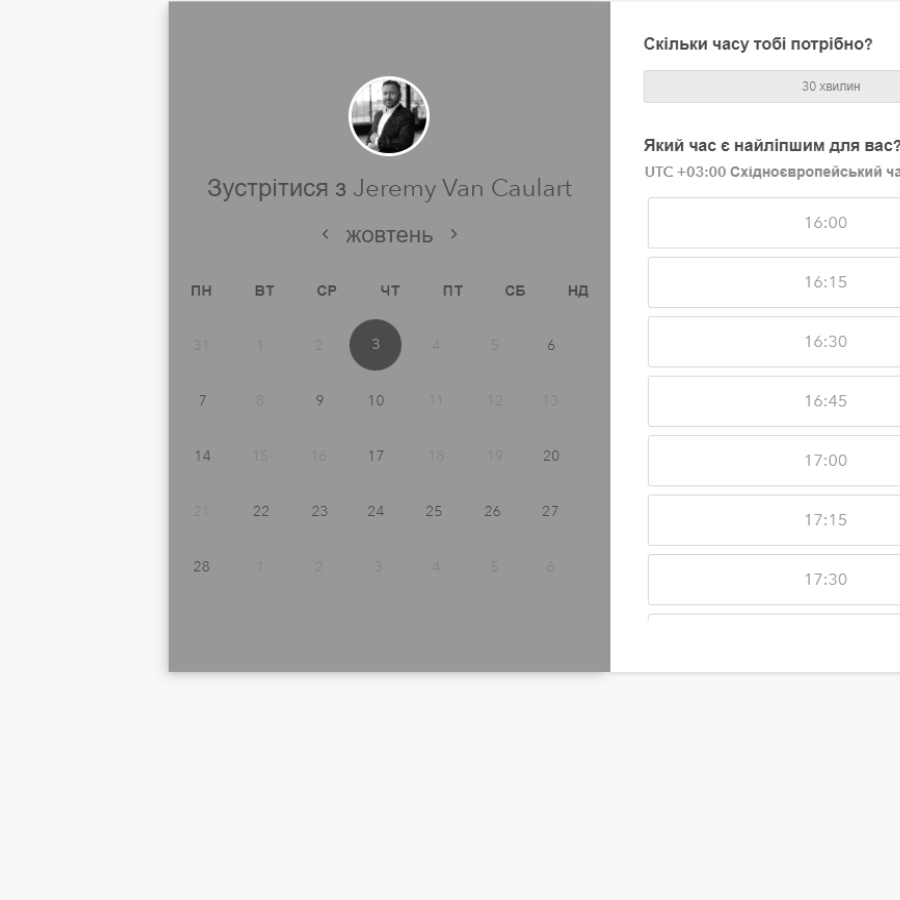 Зустрітися з Jeremy Van Caulart
жовтень
ПН ВТ СР ЧТ ПТ СБ НД
31 1 2 3 4 5 6
7 8 9 10 11 12 13
14 15 16 17 18 19 20
21 22 23 24 25 26 27
28 1 2 3 4 5 6
Скільки часу тобі потрібно?
30 хвилин
Який час є найліпшим для вас?
UTC +03:00 Східноєвропейський ча
16:00
16:15
16:30
16:45
17:00
17:15
17:30